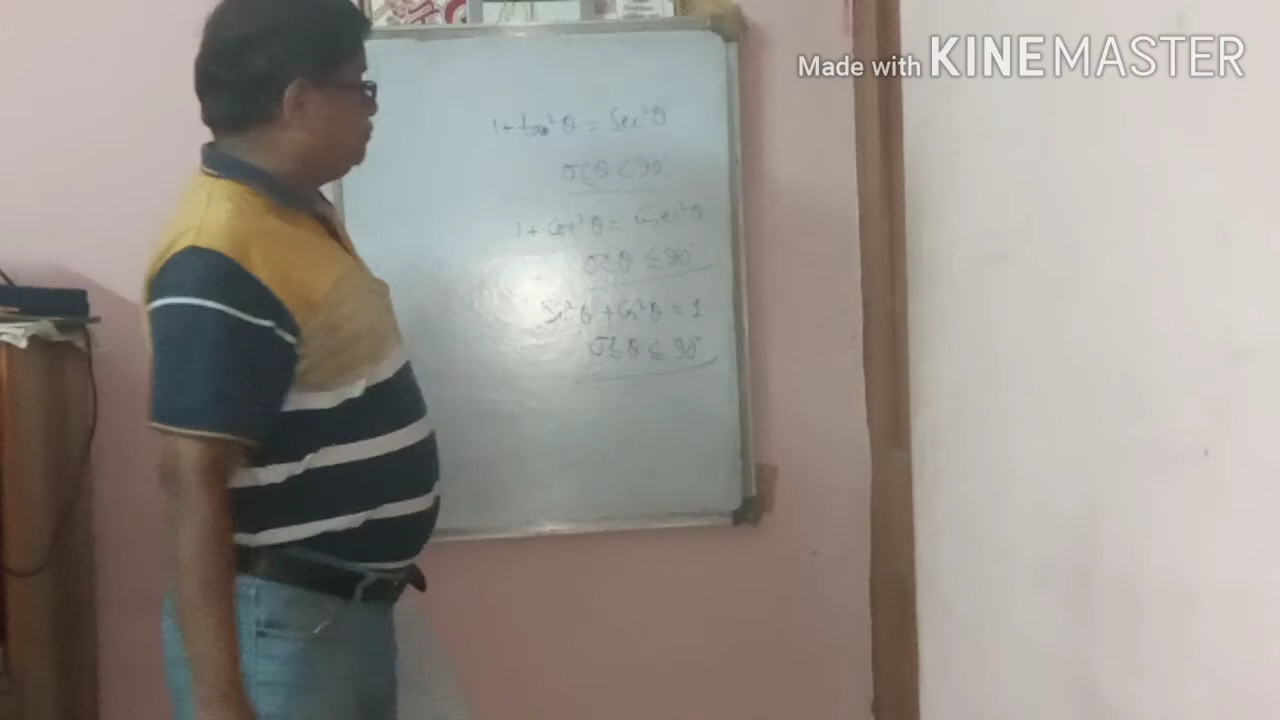 Made with KINEMASTER
1 + tan²θ = Sec²θ
0 ≤ θ < 90°
1 + Cot²θ = Cosec²θ
0 < θ ≤ 90°
Sin²θ + Cos²θ = 1
0 ≤ θ ≤ 90°